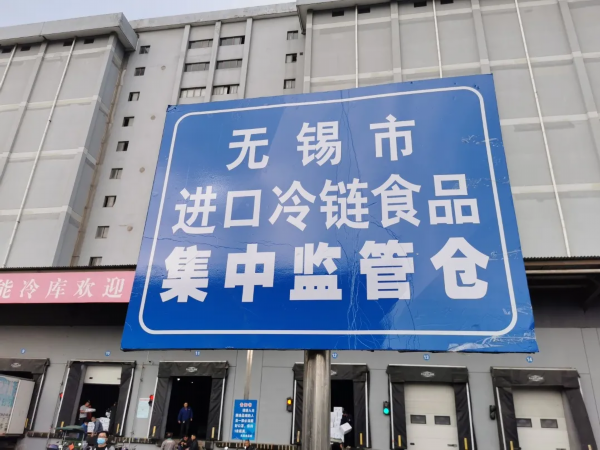 无锡市
进口冷链食品
集中监管仓
能冷库欢迎